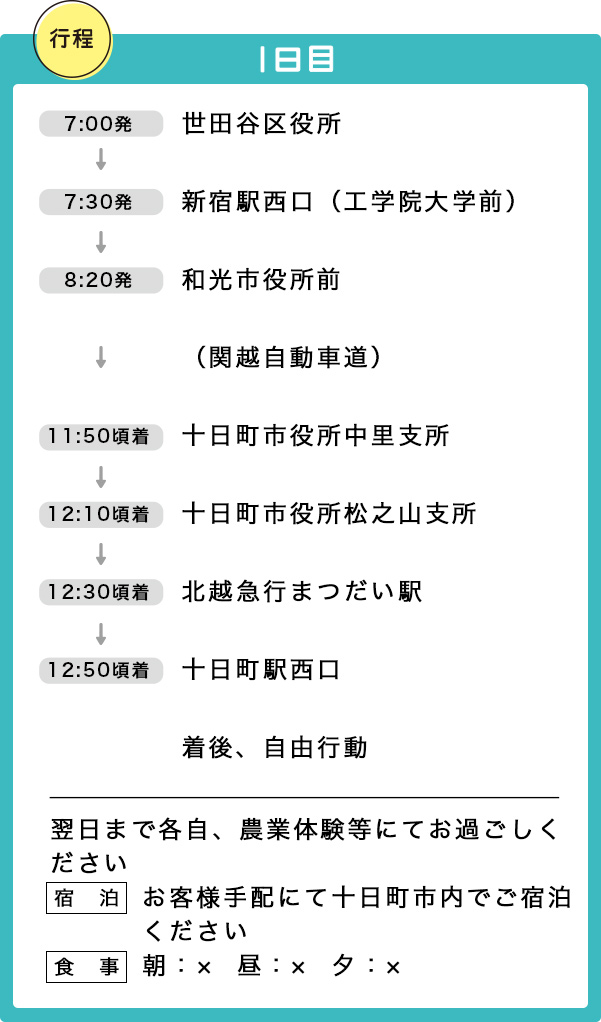 行程
1日目
7:00発 世田谷区役所
7:30発 新宿駅西口（工学院大学前）
8:20発 和光市役所前
（関越自動車道）
11:50頃着 十日町市役所中里支所
12:10頃着 十日町市役所松之山支所
12:30頃着 北越急行まつだい駅
12:50頃着 十日町駅西口
着後、自由行動
翌日まで各自、農業体験等にてお過ごしく
ださい
宿 泊 お客様手配にて十日町市内でご宿泊
ください
食 事 朝：× 昼：× 夕：×